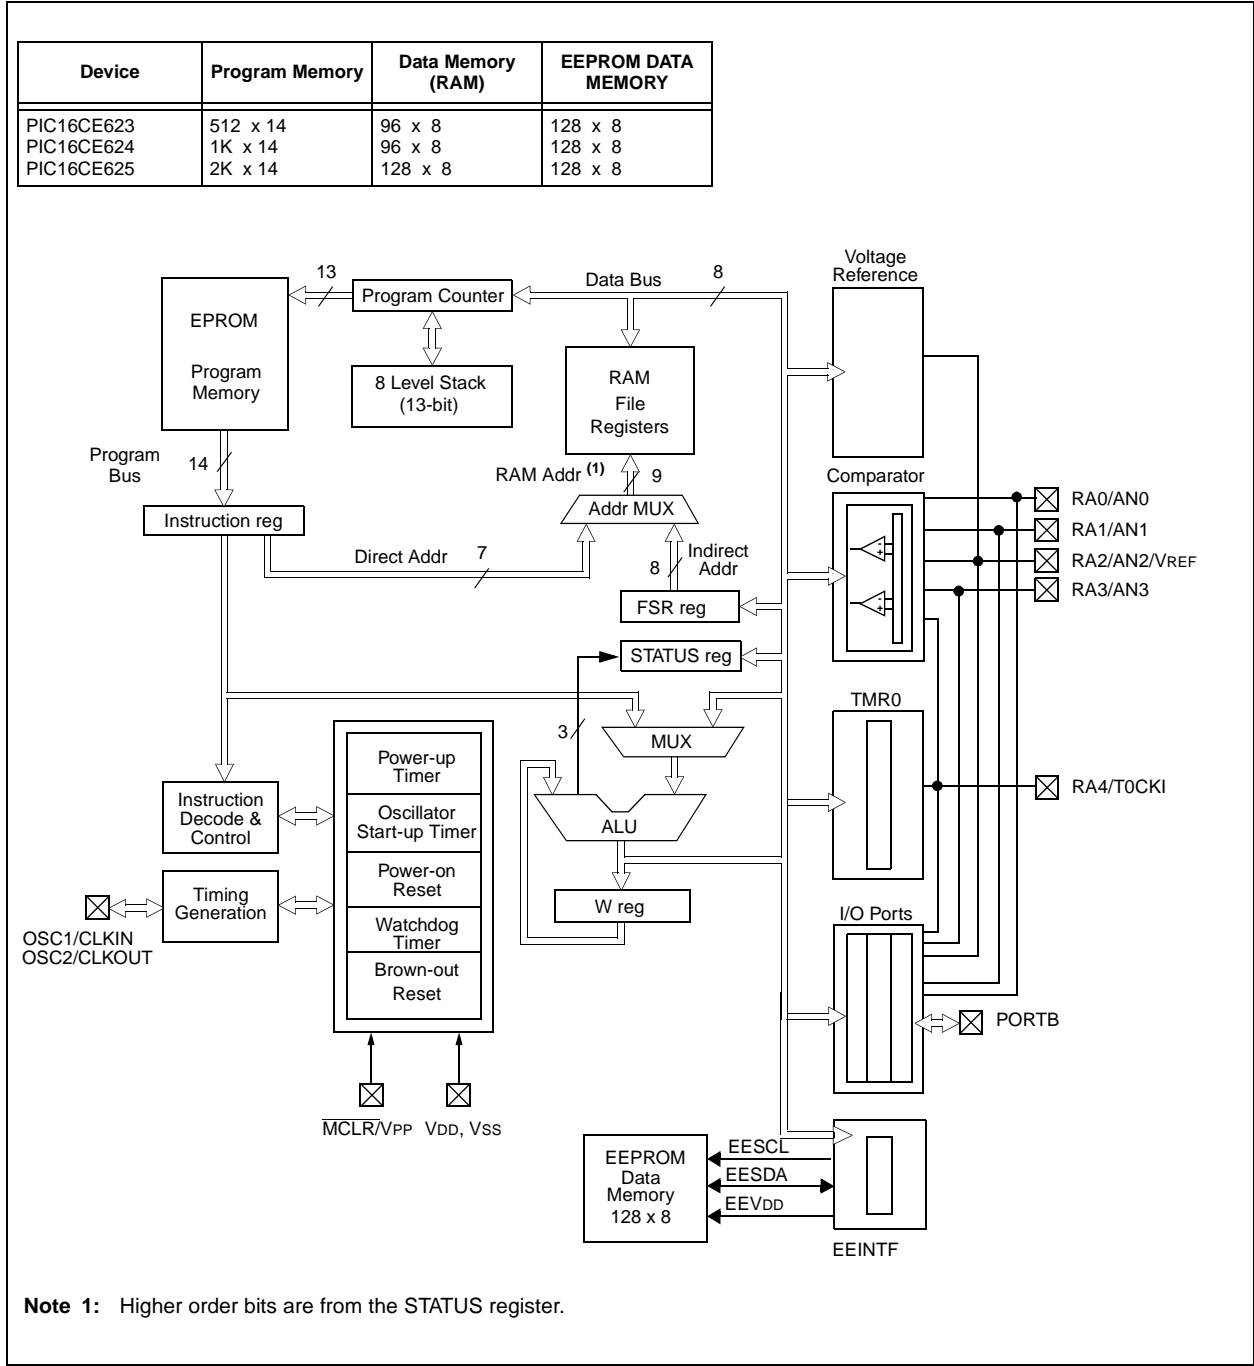 Device Program Memory Data Memory (RAM) EEPROM DATA MEMORY
PIC16CE623 512 x 14 96 x 8 128 x 8
PIC16CE624 1K x 14 96 x 8 128 x 8
PIC16CE625 2K x 14 128 x 8 128 x 8
Voltage
Reference
13
Program Counter
Data Bus
8
EPROM
Program
Memory
8 Level Stack
(13-bit)
RAM
File
Registers
Program
Bus
14
RAM Addr (1)
9
Comparator
Addr MUX
Instruction reg
Direct Addr
7
8
Indirect
Addr
FSR reg
STATUS reg
-
+
-
+
RA0/AN0
RA1/AN1
RA2/AN2/VREF
RA3/AN3
3
MUX
TMR0
Power-up
Timer
Oscillator
Start-up Timer
Power-on
Reset
Watchdog
Timer
Brown-out
Reset
Instruction
Decode &
Control
ALU
RA4/T0CKI
Timing
Generation
W reg
I/O Ports
OSC1/CLKIN
OSC2/CLKOUT
PORTB
MCLR/VPP VDD, VSS
EEPROM
Data
Memory
128 x 8
EESCL
EESDA
EEVDD
EEINTF
Note 1: Higher order bits are from the STATUS register.